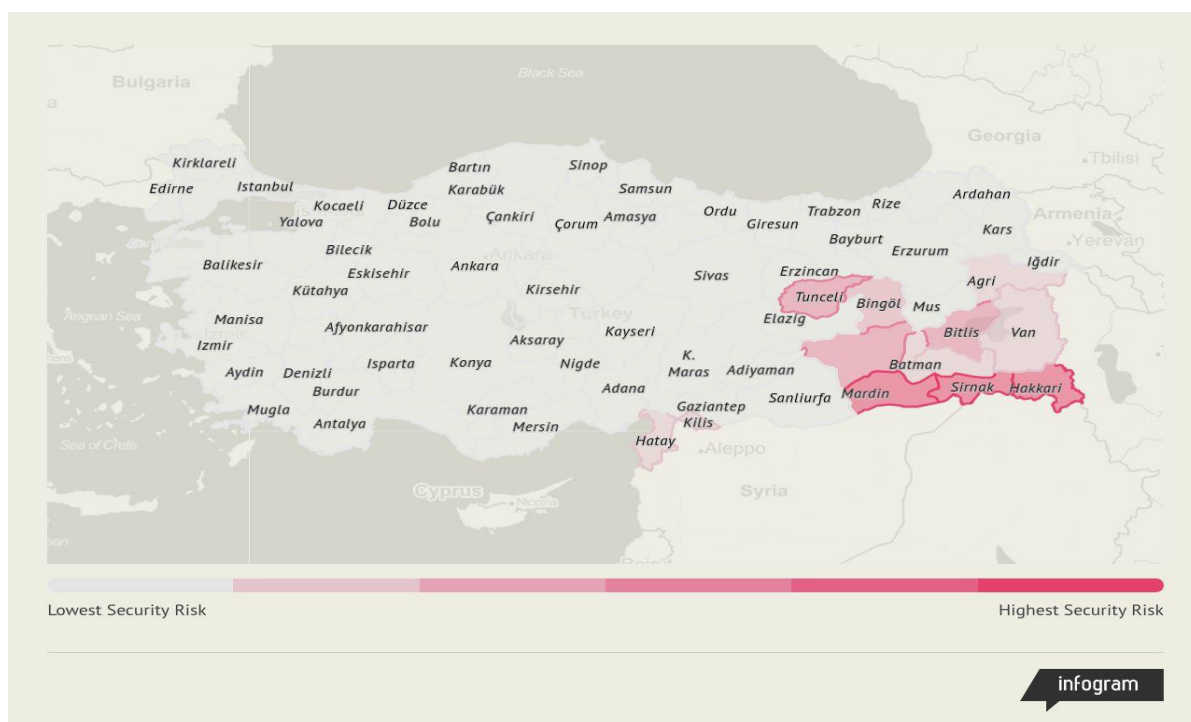 Black Sea
Bulgaria
Georgia
Tbilisi
Kirklareli
Bartın
Sinop
Edirne
Istanbul
Karabük
Samsun
Ardahan
Kocaeli
Düzce
Ordu
Trabzon
Rize
Armenia
Yalova
Bolu
Çankiri
Çorum
Amasya
Giresun
Kars
Bayburt
Yerevan
Bilecik
Erzurum
Ankara
Balikesir
Ankara
Iğdir
Eskisehir
Sivas
Erzincan
Agri
Kütahya
Kirsehir
Tunceli
Bingöl
Mus
Aegean Sea
Manisa
Turkey
Elazig
Izmir
Afyonkarahisar
Kayseri
Bitlis
Van
Izmir
Aksaray
Isparta
Konya
Nigde
K.
Maras
Adiyaman
Batman
Aydin
Denizli
Burdur
Adana
Sanliurfa
Mardin
Sirnak
Hakkari
Mugla
Karaman
Gaziantep
Antalya
Mersin
Kilis
Sea of Crete
Hatay
Aleppo
Cyprus
Nicosia
Syria
Lowest Security Risk
Highest Security Risk
infogram